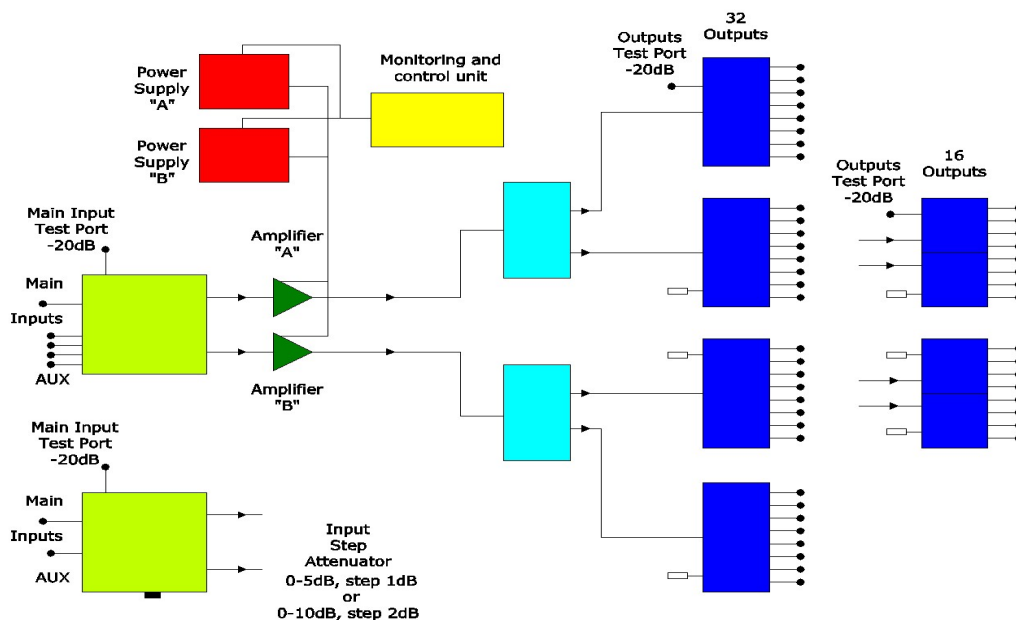 32
Outputs
Outputs
Test Port
-20dB
Monitoring and
control unit
Power
Supply
"A"
Power
Supply
"B"
16
Outputs
Outputs
Test Port
-20dB
Main Input
Test Port
-20dB
Amplifier
"A"
Main
Inputs
AUX
Amplifier
"B"
Main Input
Test Port
-20dB
Main
Inputs
AUX
Input
Step
Attenuator
0-5dB, step 1dB
or
0-10dB, step 2dB